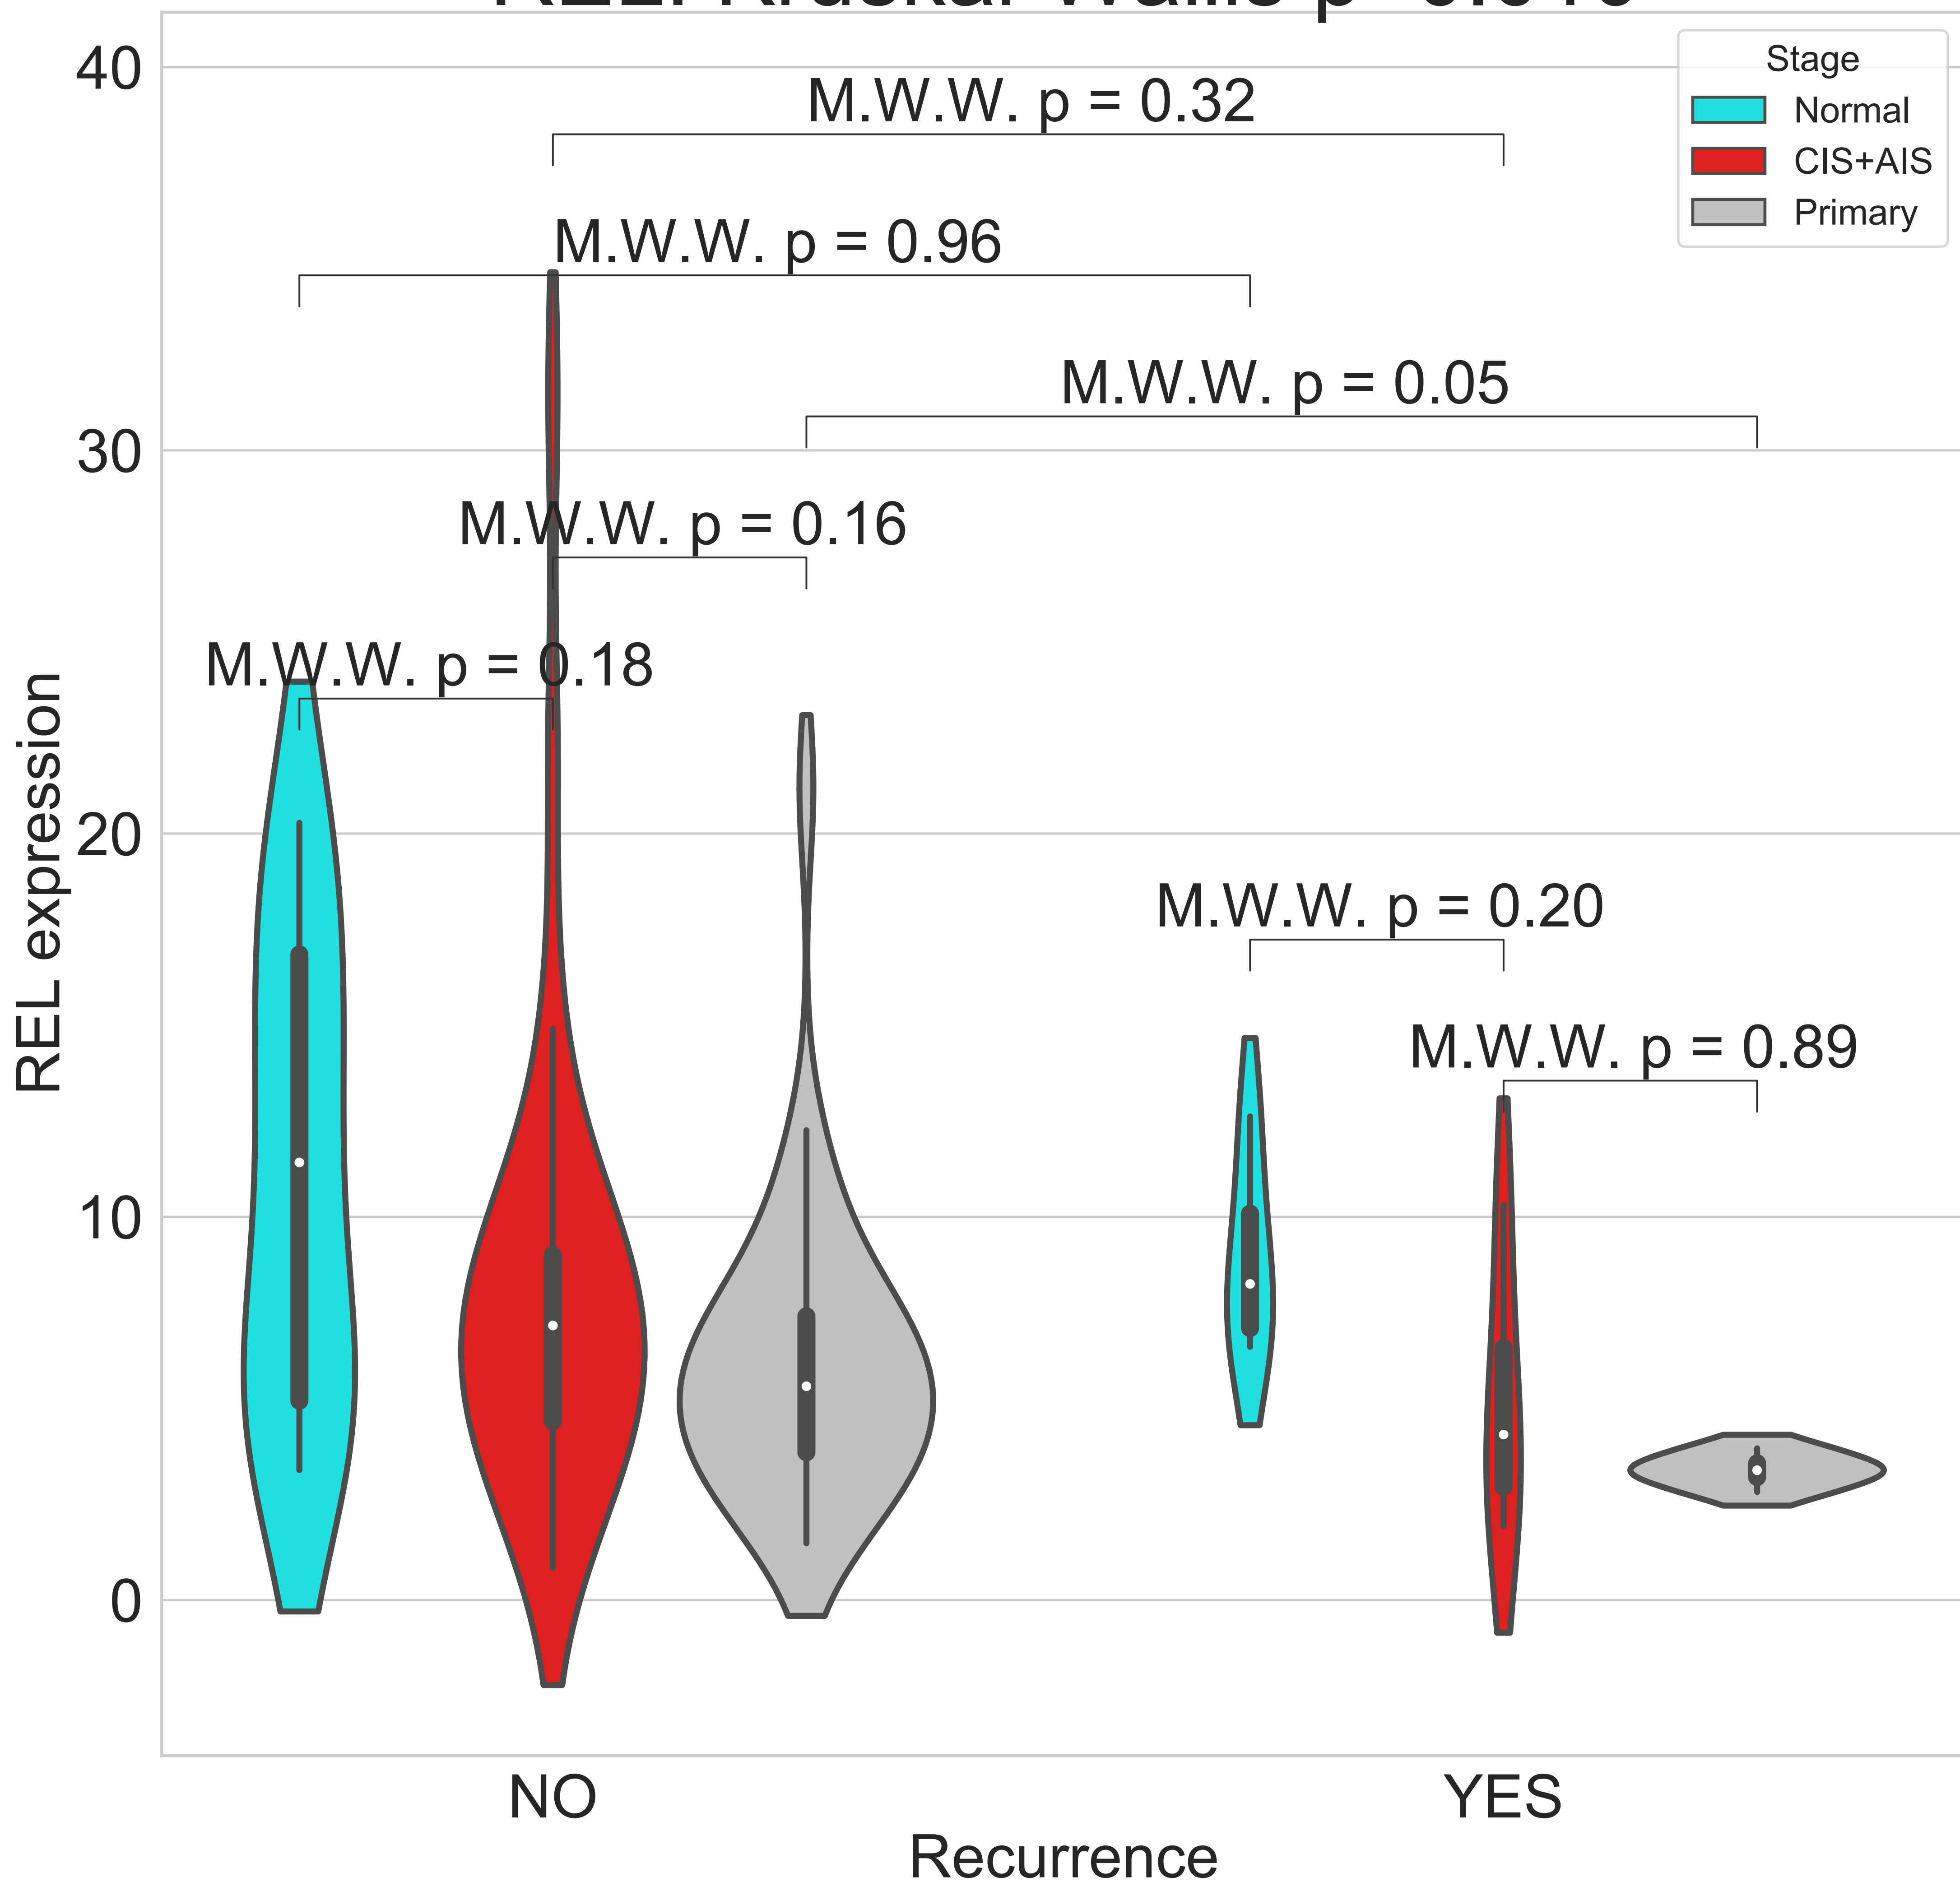 40
Stage
Normal
CIS+AIS
Primary
M.W.W. p = 0.32
M.W.W. p = 0.96
M.W.W. p = 0.05
30
M.W.W. p = 0.16
M.W.W. p = 0.18
REL expression
20
M.W.W. p = 0.20
M.W.W. p = 0.89
10
0
NO
YES
Recurrence